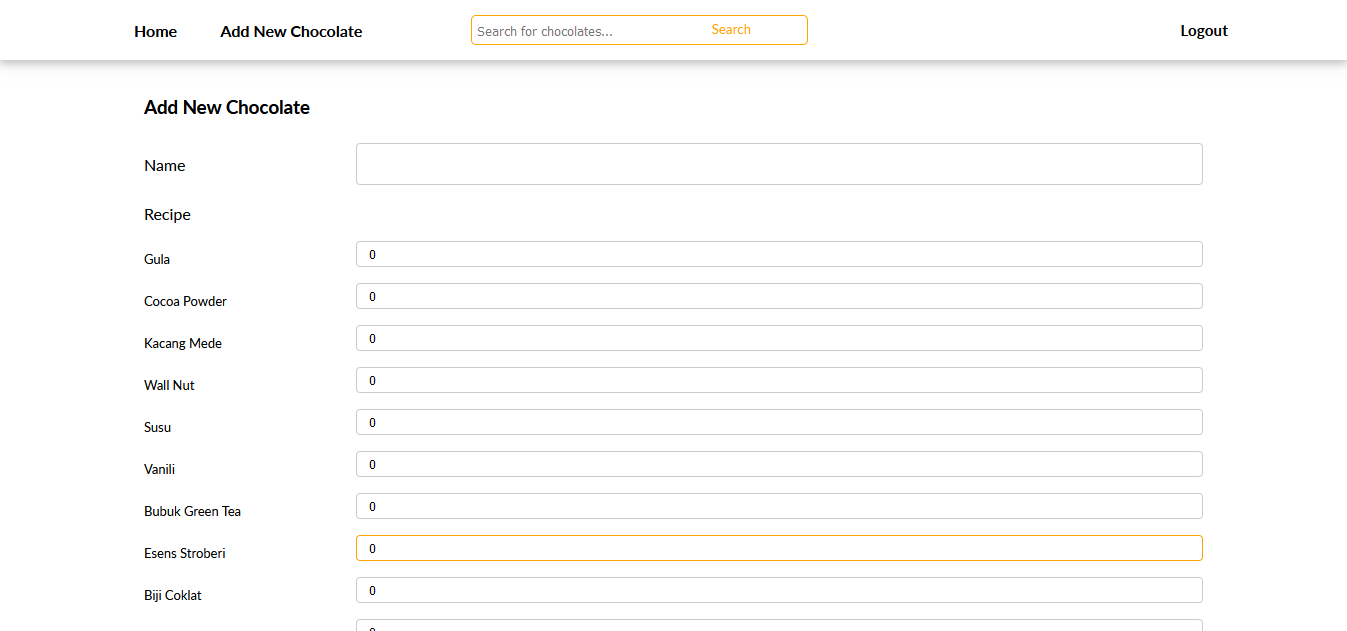 Home Add New Chocolate Search for chocolates... Search Logout
Add New Chocolate
Name
Recipe
Gula 0
Cocoa Powder 0
Kacang Mede 0
Wall Nut 0
Susu 0
Vanili 0
Bubuk Green Tea 0
Esens Stroberi 0
Biji Coklat 0